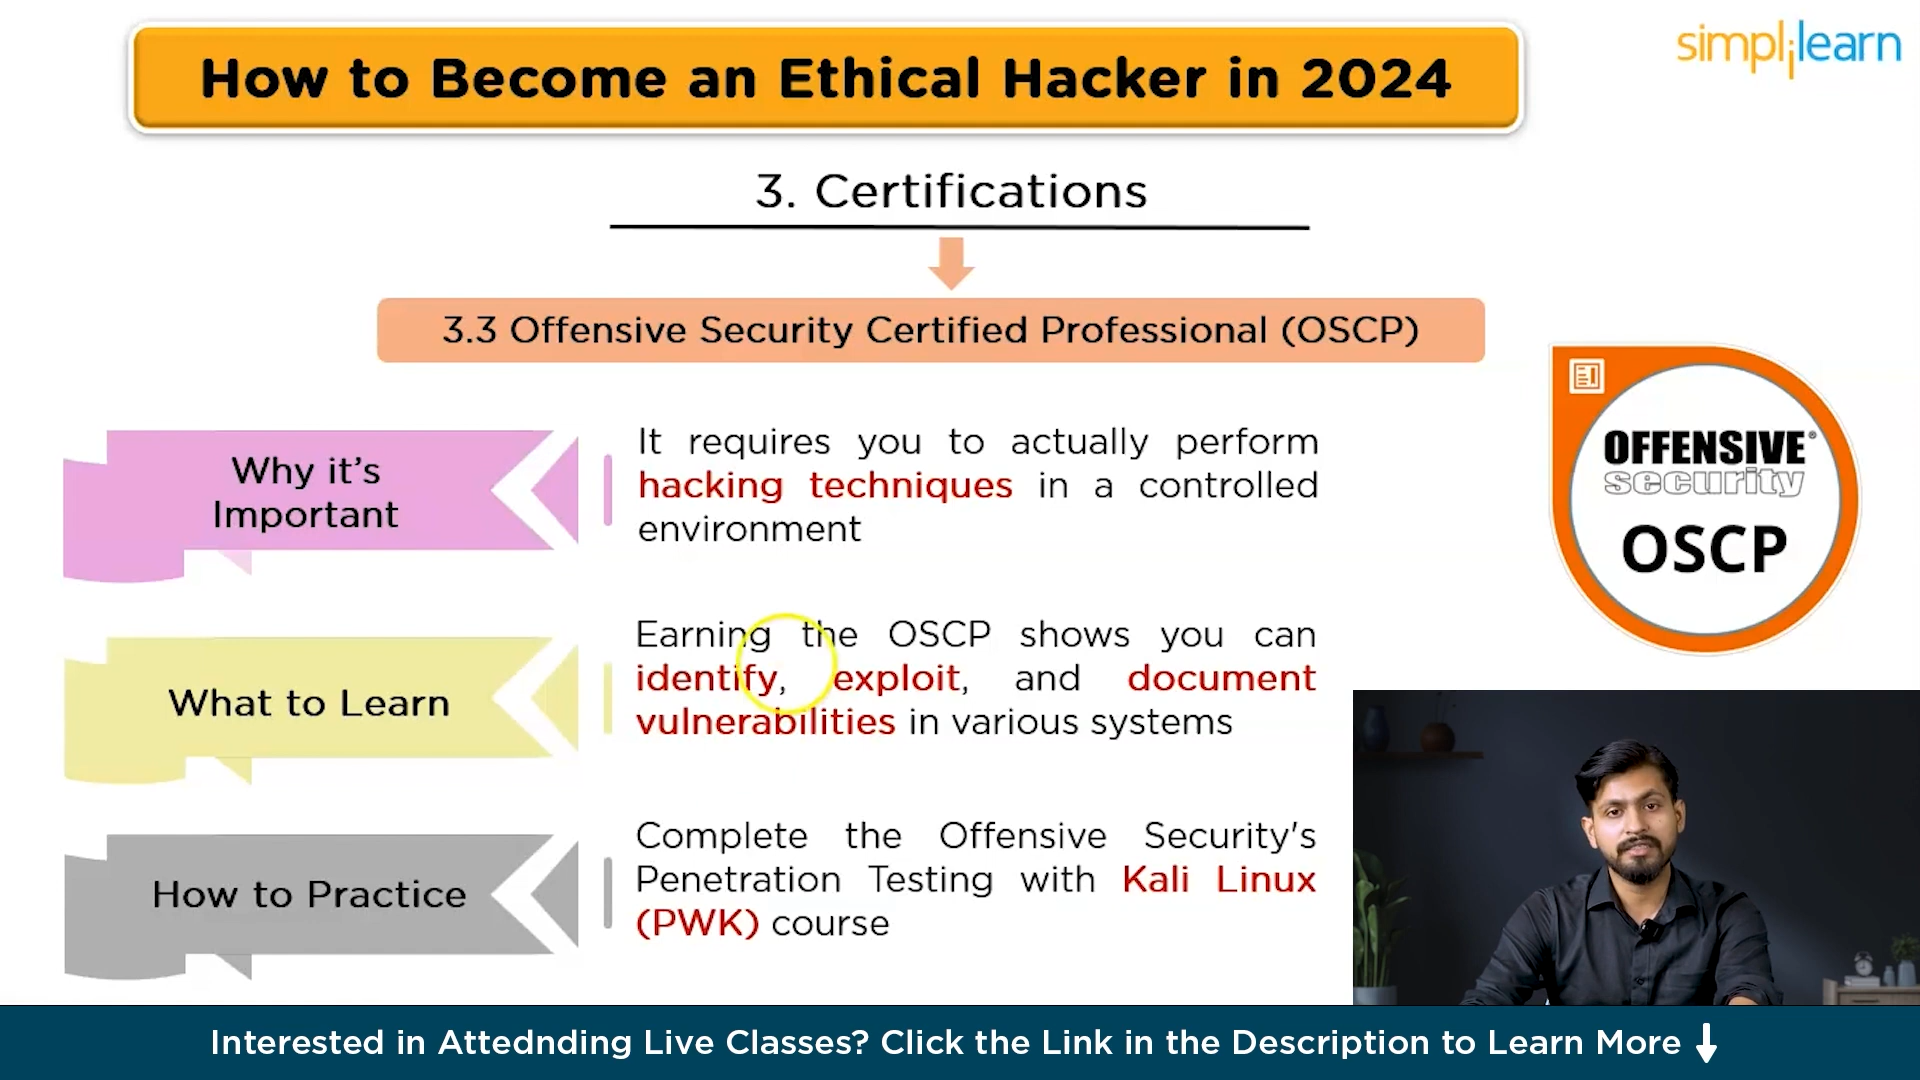 How to Become an Ethical Hacker in 2024
simplilearn
3. Certifications
3.3 Offensive Security Certified Professional (OSCP)
Why it’s
Important
It requires you to actually perform
hacking techniques in a controlled
environment
OFFENSIVE®
security
OSCP
What to Learn
Earning the OSCP shows you can
identify, exploit, and document
vulnerabilities in various systems
How to Practice
Complete the Offensive Security's
Penetration Testing with Kali Linux
(PWK) course
Interested in Attednding Live Classes? Click the Link in the Description to Learn More